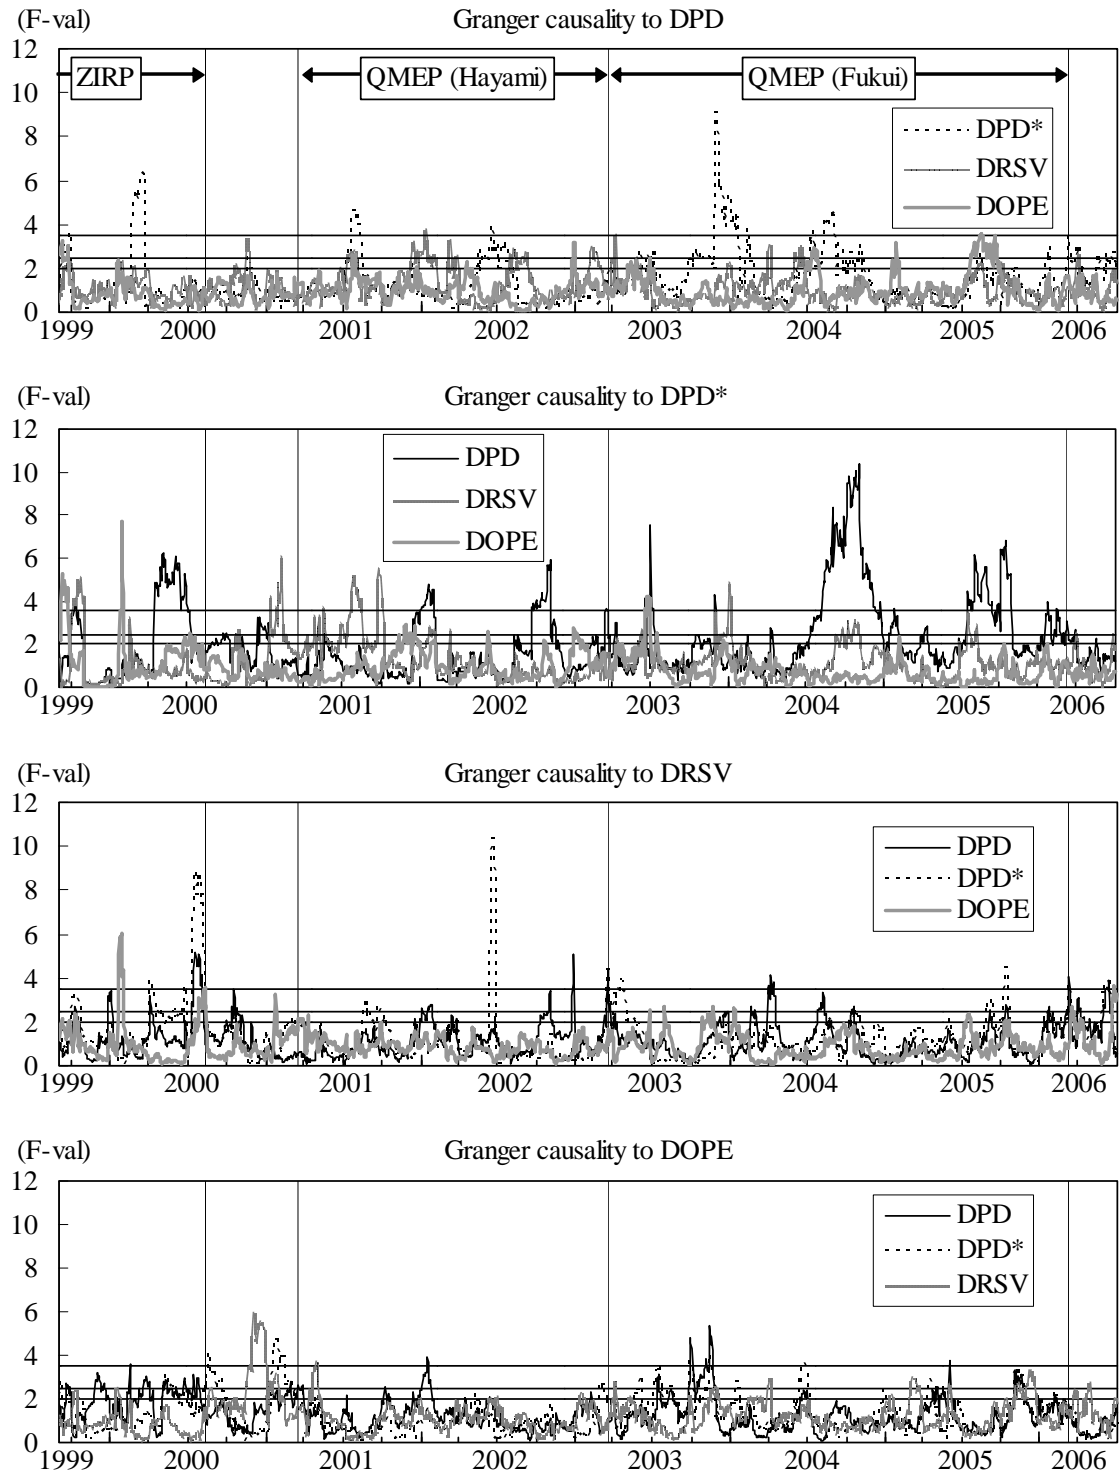 (F-val) Granger causality to DPD
12
ZIRP QMEP (Hayami) QMEP (Fukui)
10
8
DPD*
6
DRSV
4
DOPE
2
0
1999 2000 2001 2002 2003 2004 2005 2006
(F-val) Granger causality to DPD*
12
DPD
10
DRSV
8
DOPE
6
4
2
0
1999 2000 2001 2002 2003 2004 2005 2006
(F-val) Granger causality to DRSV
12
10
DPD
DPD*
8
DOPE
6
4
2
0
1999 2000 2001 2002 2003 2004 2005 2006
(F-val) Granger causality to DOPE
12
DPD
10
DPD*
8
DRSV
6
4
2
0
1999 2000 2001 2002 2003 2004 2005 2006